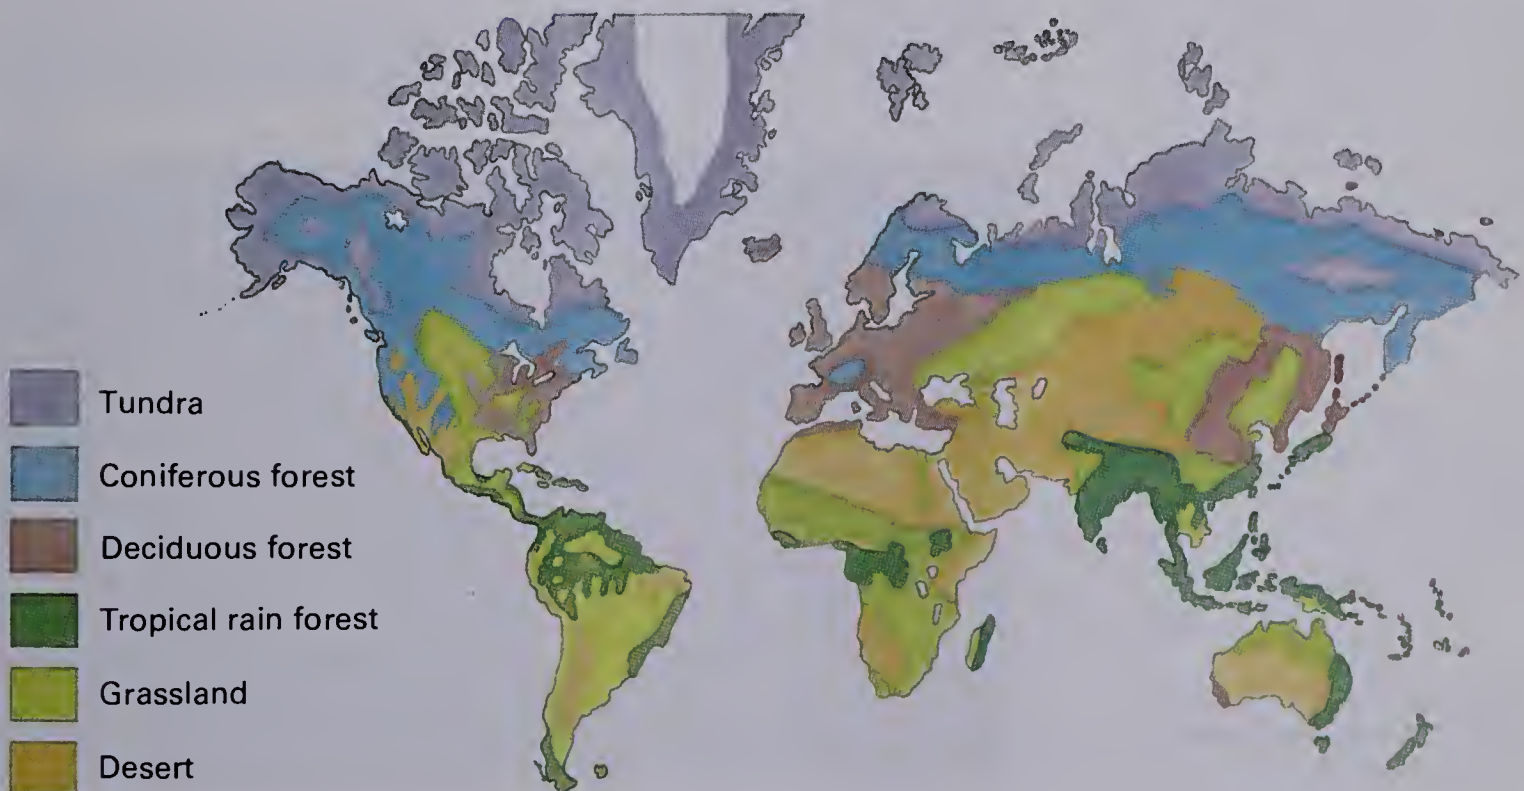 Tundra
Coniferous forest
Deciduous forest
Tropical rain forest
Grassland
Desert